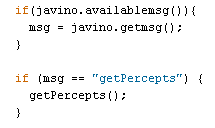 if(javino.availablemsg()){
  msg = javino.getmsg();
}
if (msg == "getPercepts") {
  getPercepts();
}